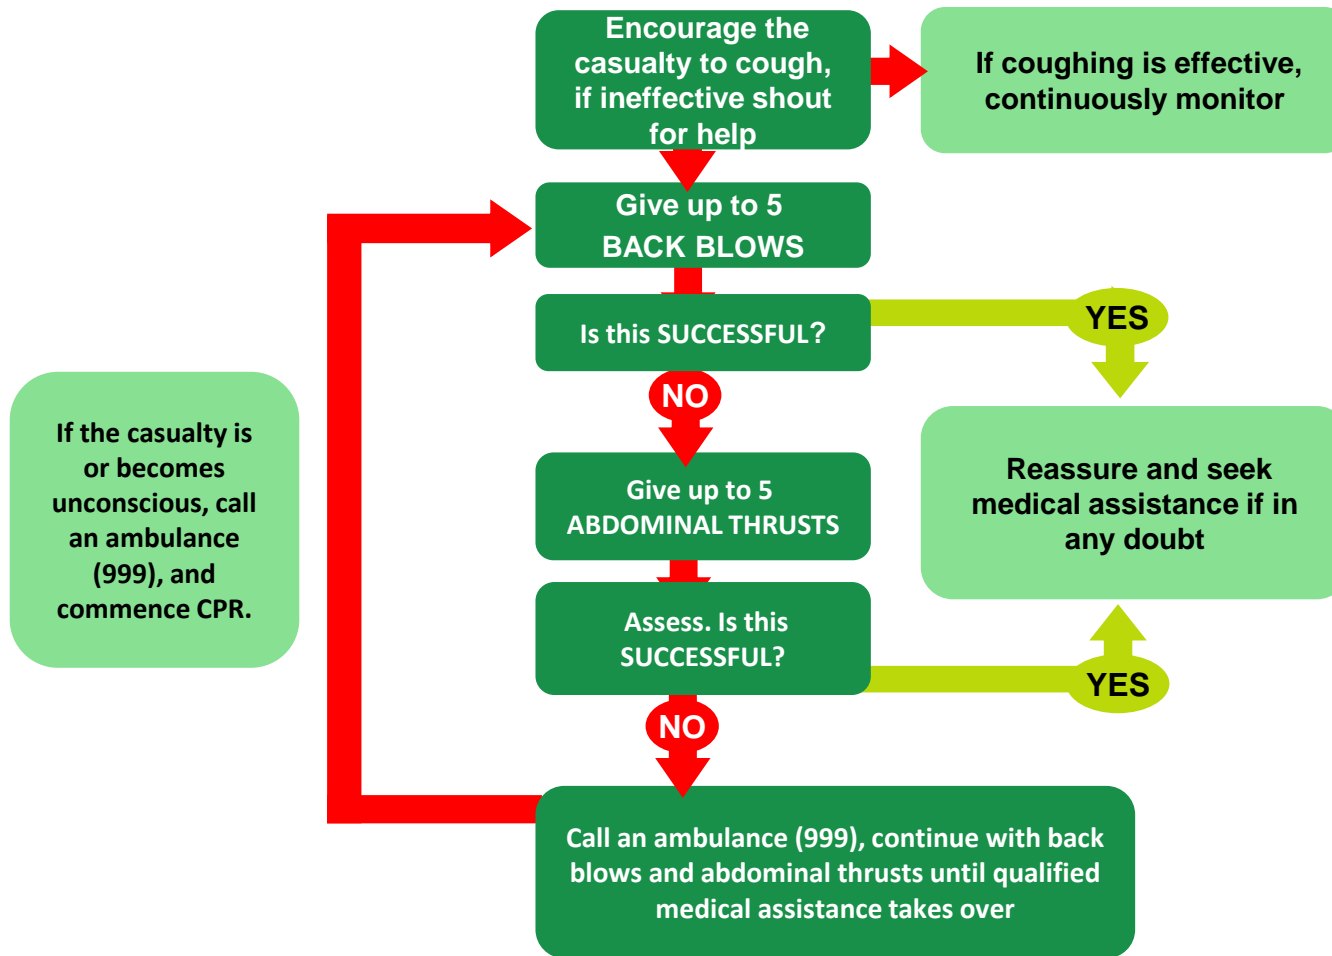 Encourage the
casualty to cough,
if ineffective shout
for help
If coughing is effective,
continuously monitor
Give up to 5
BACK BLOWS
Is this SUCCESSFUL?
YES
NO
If the casualty is
or becomes
unconscious, call
an ambulance
(999), and
commence CPR.
Give up to 5
ABDOMINAL THRUSTS
Reassure and seek
medical assistance if in
any doubt
Assess. Is this
SUCCESSFUL?
YES
NO
Call an ambulance (999), continue with back
blows and abdominal thrusts until qualified
medical assistance takes over